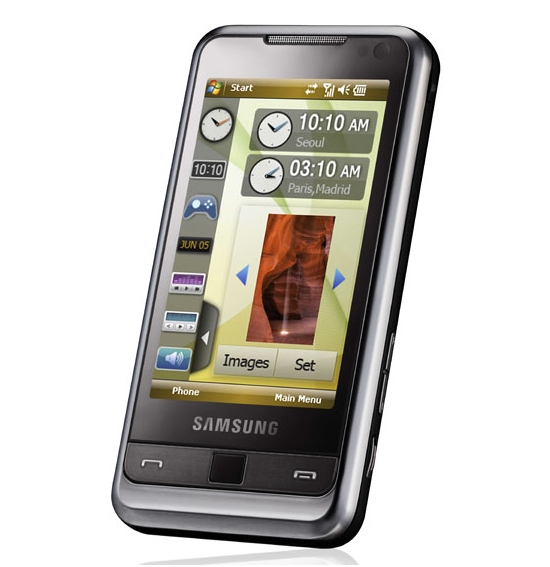 Start
10:10 AM
Seoul
10:10
03:10 AM
Paris,Madrid
JUN 05
Images
Set
Phone
Main Menu
SAMSUNG